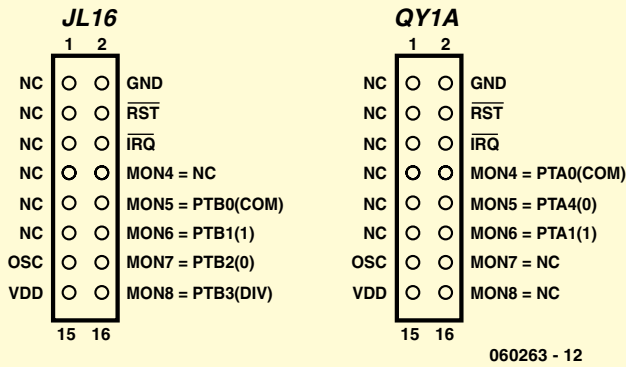 JL16
1 2
NC GND
NC RST
NC IRQ
NC MON4 = NC
NC MON5 = PTB0(COM)
NC MON6 = PTB1(1)
OSC MON7 = PTB2(0)
VDD MON8 = PTB3(DIV)
15 16
QY1A
1 2
NC GND
NC RST
NC IRQ
NC MON4 = PTA0(COM)
NC MON5 = PTA4(0)
NC MON6 = PTA1(1)
OSC MON7 = NC
VDD MON8 = NC
15 16
060263 - 12